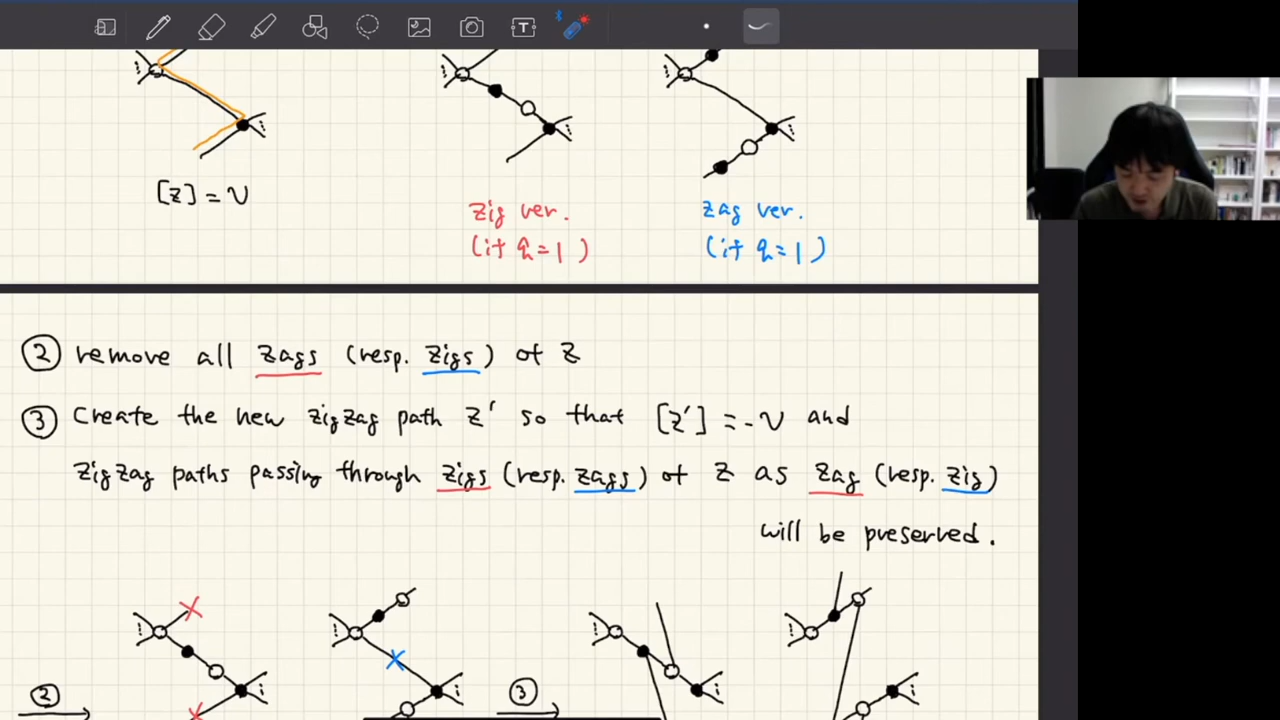 [z] = ν
zig ver.
(if q = 1)
zag ver.
(if q = 1)
② remove all zags (resp. zigs) of z
③ Create the new zigzag path z' so that [z'] = -ν and
zigzag paths passing through zigs (resp. zags) of z as zag (resp. zig)
will be preserved.
②
③